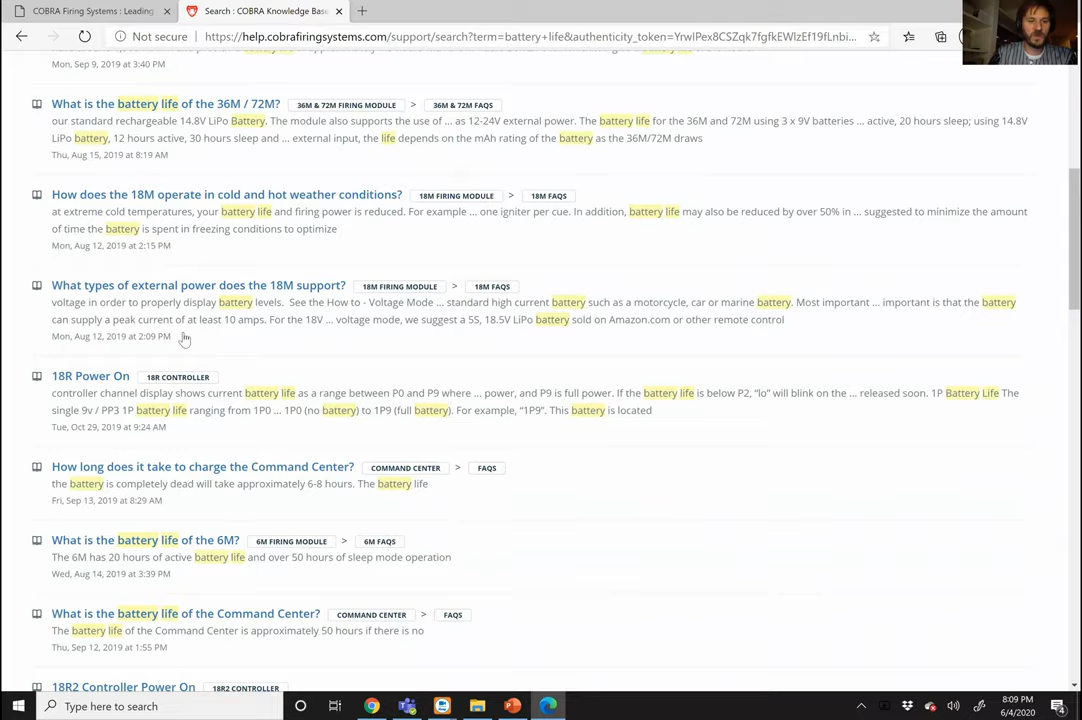 COBRA Firing Systems : Leading
Search : COBRA Knowledge Base
Not secure
https://help.cobrafiringsystems.com/support/search?term=battery+life&authenticity_token=YrwlPex8CSZqk7fgfkEWlzEf19fLnbi...
Mon, Sep 9, 2019 at 3:40 PM
What is the battery life of the 36M / 72M? 36M & 72M FIRING MODULE > 36M & 72M FAQS
our standard rechargeable 14.8V LiPo Battery. The module also supports the use of ... as 12-24V external power. The battery life for the 36M and 72M using 3 x 9V batteries ... active, 20 hours sleep; using 14.8V
LiPo battery, 12 hours active, 30 hours sleep and ... external input, the life depends on the mAh rating of the battery as the 36M/72M draws
Thu, Aug 15, 2019 at 8:19 AM
How does the 18M operate in cold and hot weather conditions? 18M FIRING MODULE > 18M FAQS
at extreme cold temperatures, your battery life and firing power is reduced. For example ... one igniter per cue. In addition, battery life may also be reduced by over 50% in ... suggested to minimize the amount
of time the battery is spent in freezing conditions to optimize
Mon, Aug 12, 2019 at 2:15 PM
What types of external power does the 18M support? 18M FIRING MODULE > 18M FAQS
voltage in order to properly display battery levels. See the How to - Voltage Mode ... standard high current battery such as a motorcycle, car or marine battery. Most important ... important is that the battery
can supply a peak current of at least 10 amps. For the 18V ... voltage mode, we suggest a 5S, 18.5V LiPo battery sold on Amazon.com or other remote control
Mon, Aug 12, 2019 at 2:09 PM
18R Power On 18R CONTROLLER
controller channel display shows current battery life as a range between P0 and P9 where ... power, and P9 is full power. If the battery life is below P2, "lo" will blink on the ... released soon. 1P Battery Life The
single 9v / PP3 1P battery life ranging from 1P0 ... 1P0 (no battery) to 1P9 (full battery). For example, "1P9". This battery is located
Tue, Oct 29, 2019 at 9:24 AM
How long does it take to charge the Command Center? COMMAND CENTER > FAQS
the battery is completely dead will take approximately 6-8 hours. The battery life
Fri, Sep 13, 2019 at 8:29 AM
What is the battery life of the 6M? 6M FIRING MODULE > 6M FAQS
The 6M has 20 hours of active battery life and over 50 hours of sleep mode operation
Wed, Aug 14, 2019 at 3:39 PM
What is the battery life of the Command Center? COMMAND CENTER > FAQS
The battery life of the Command Center is approximately 50 hours if there is no
Thu, Sep 12, 2019 at 1:55 PM
18R2 Controller Power On 18R2 CONTROLLER
Type here to search
8:09 PM
6/4/2020
4